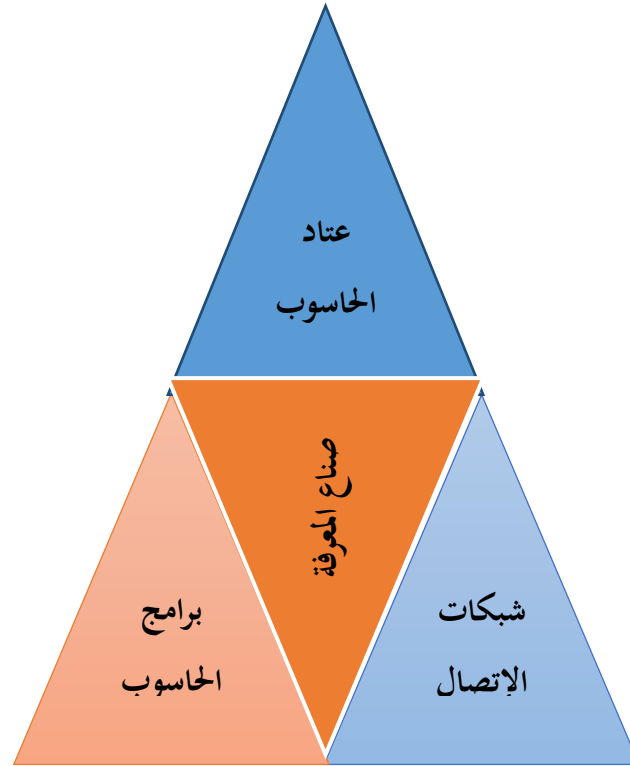 عتاد
الحاسوب
صناع المعرفة
شبكات
الإتصال
برامج
الحاسوب